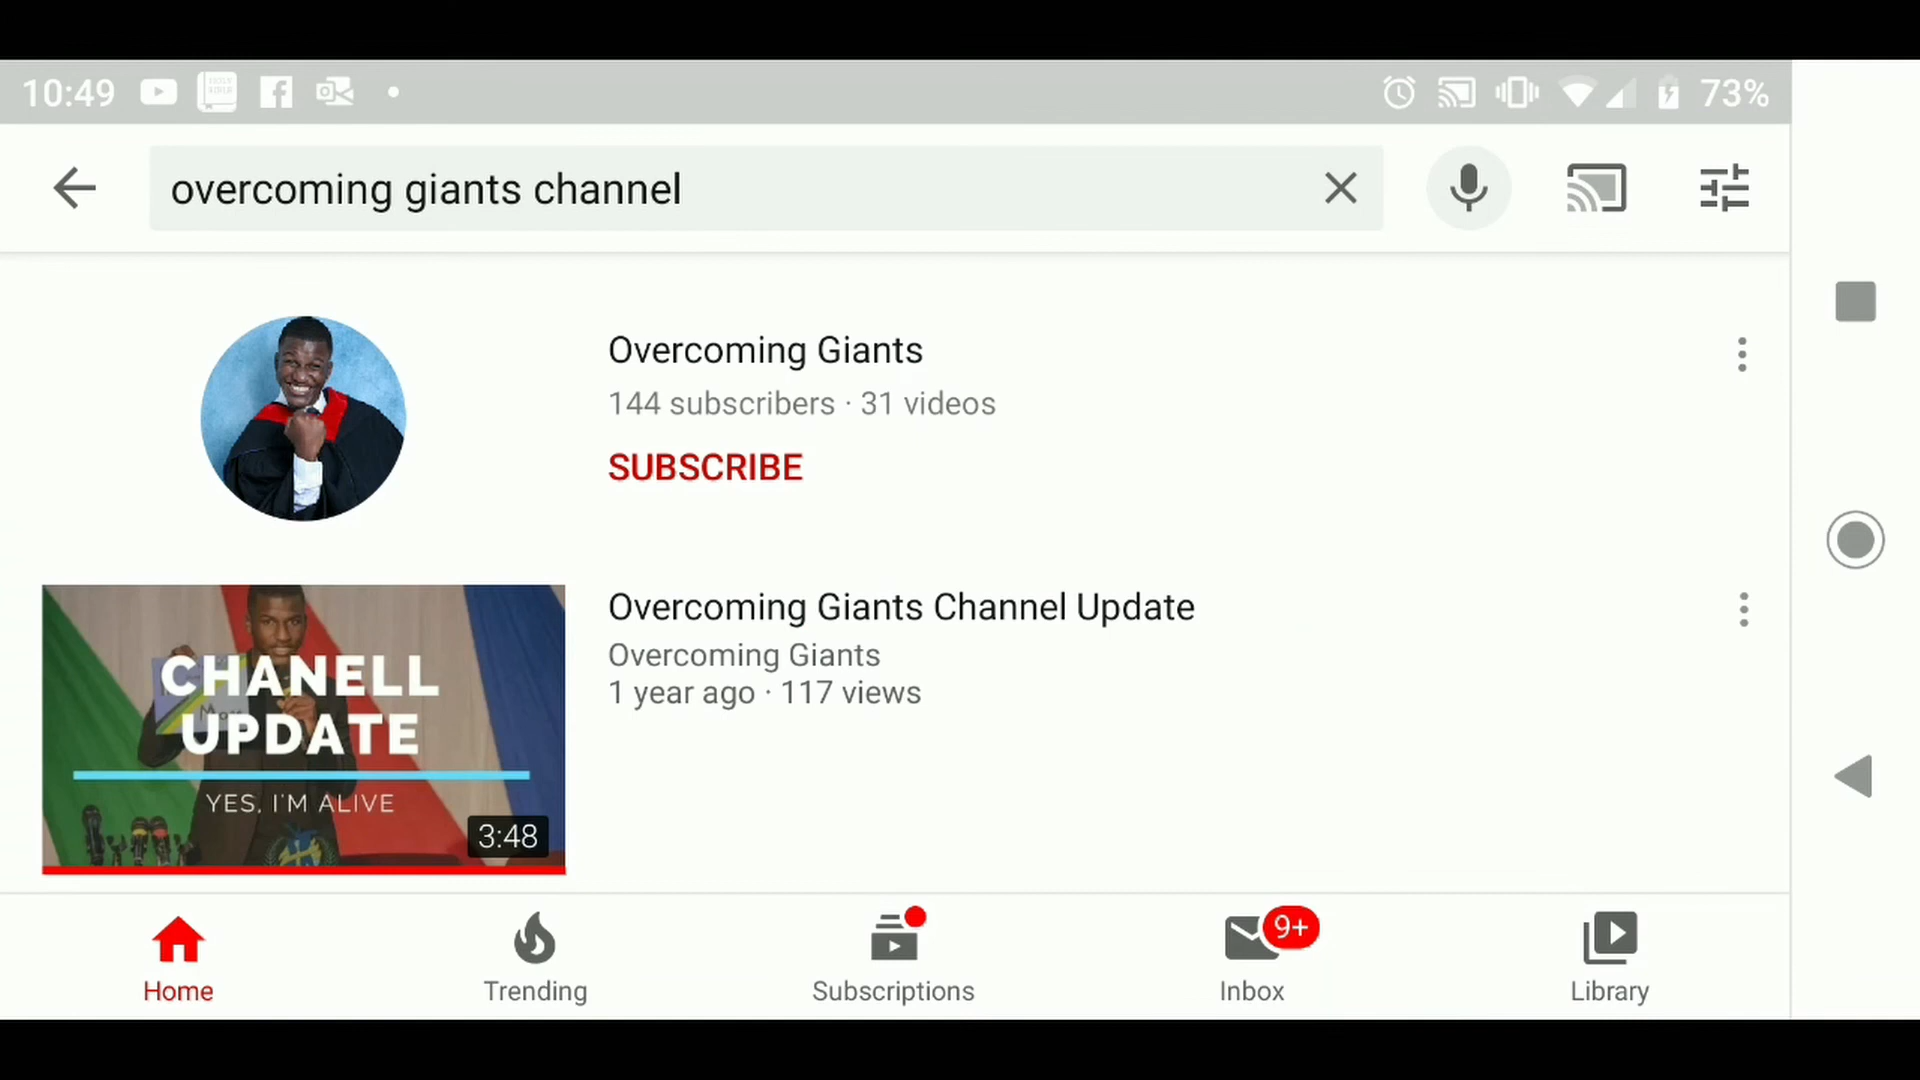 10:49
73%
overcoming giants channel
Overcoming Giants
144 subscribers · 31 videos
SUBSCRIBE
CHANELL
UPDATE
YES, I'M ALIVE
3:48
Overcoming Giants Channel Update
Overcoming Giants
1 year ago · 117 views
Home
Trending
Subscriptions
9+
Inbox
Library